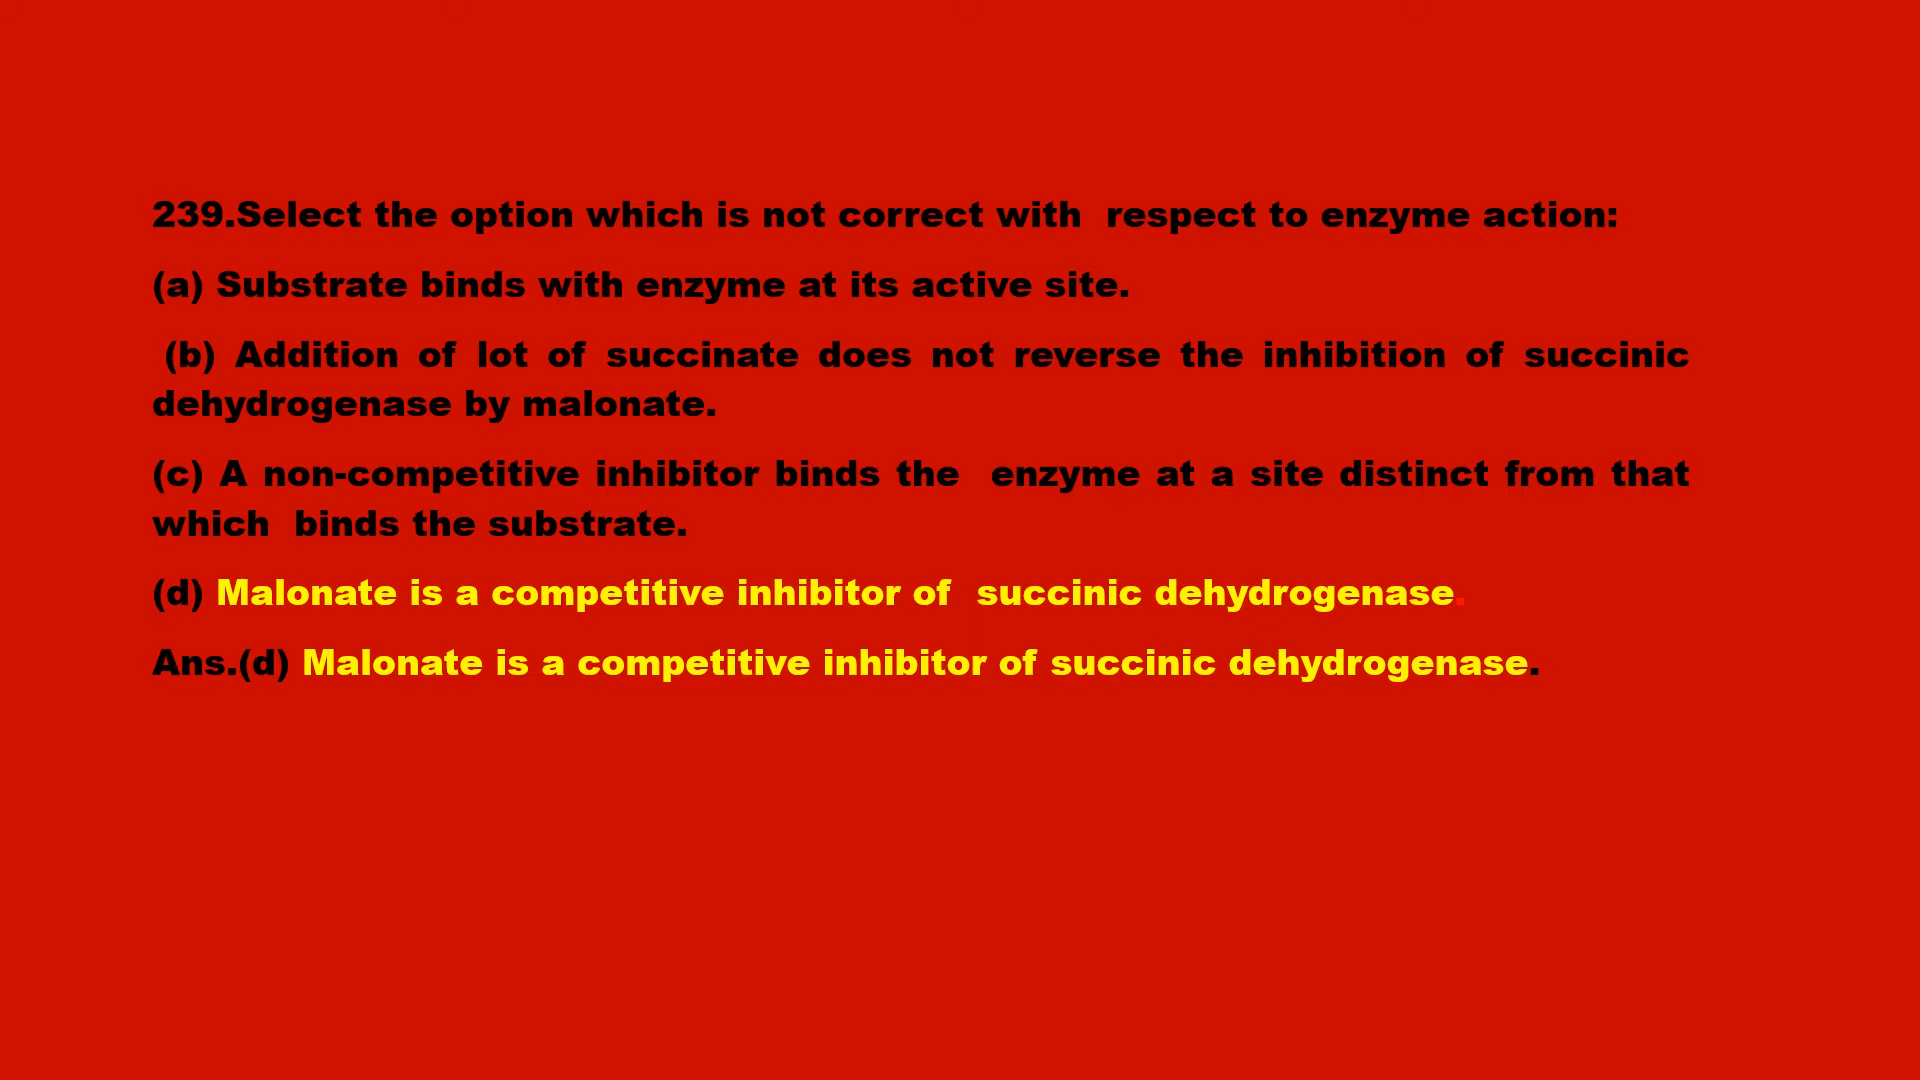 239.Select the option which is not correct with  respect to enzyme action:
(a) Substrate binds with enzyme at its active site.
(b) Addition of lot of succinate does not reverse the inhibition of succinic
dehydrogenase by malonate.
(c) A non-competitive inhibitor binds the  enzyme at a site distinct from that
which  binds the substrate.
(d) Malonate is a competitive inhibitor of  succinic dehydrogenase.
Ans.(d) Malonate is a competitive inhibitor of succinic dehydrogenase.